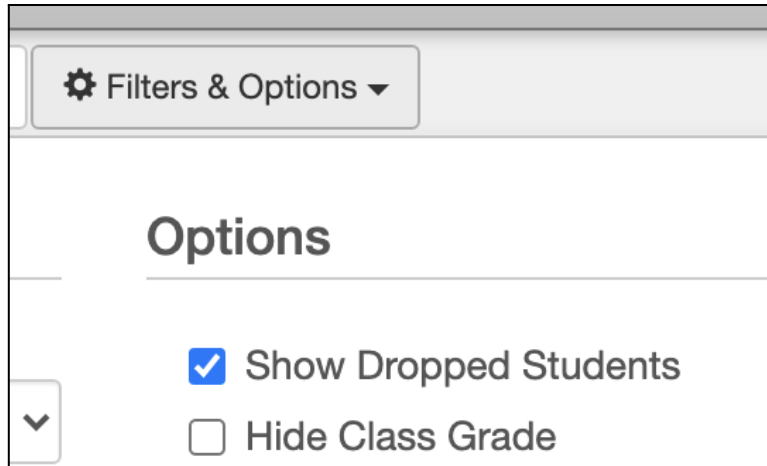 Filters & Options
Options
Show Dropped Students
Hide Class Grade